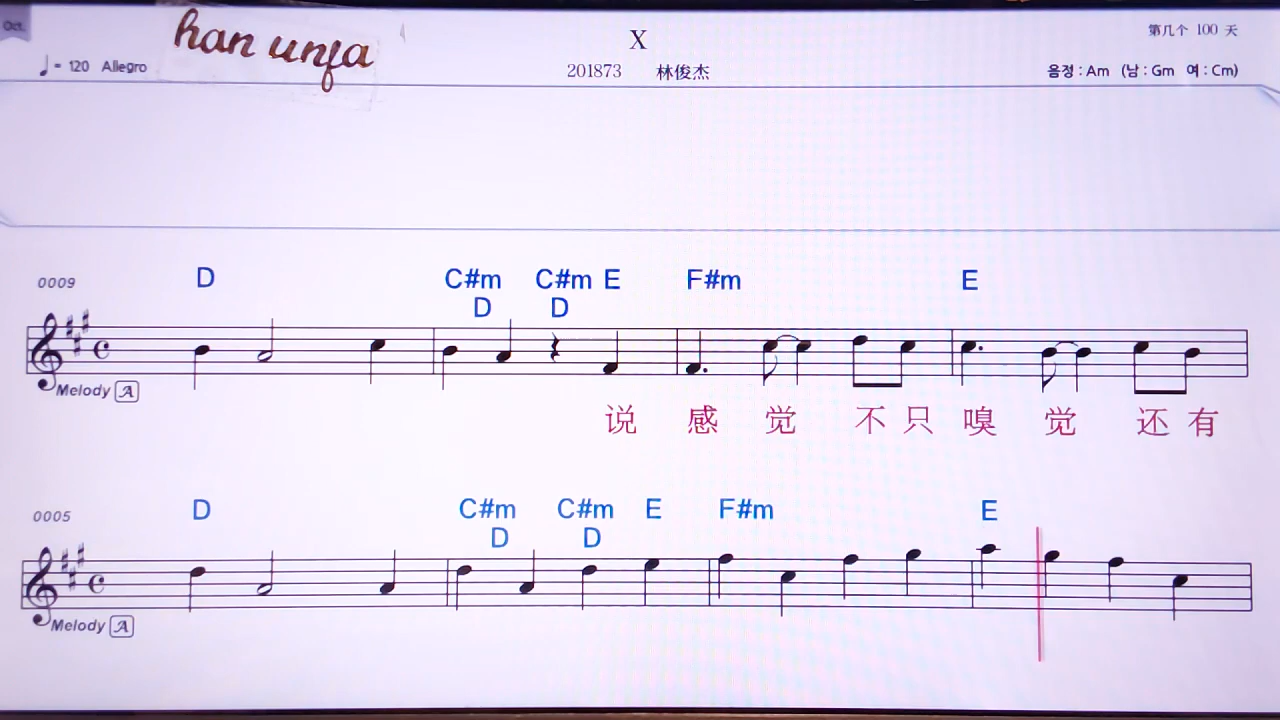 Oct.
han unfa
X
第几个 100 天
♩ = 120 Allegro
201873 林俊杰
음정 : Am (남 : Gm 여 : Cm)
0009
D C#m C#m E F#m E
D D
Melody A
说 感 觉 不 只 嗅 觉 还 有
0005
D C#m C#m E F#m E
D D
Melody A